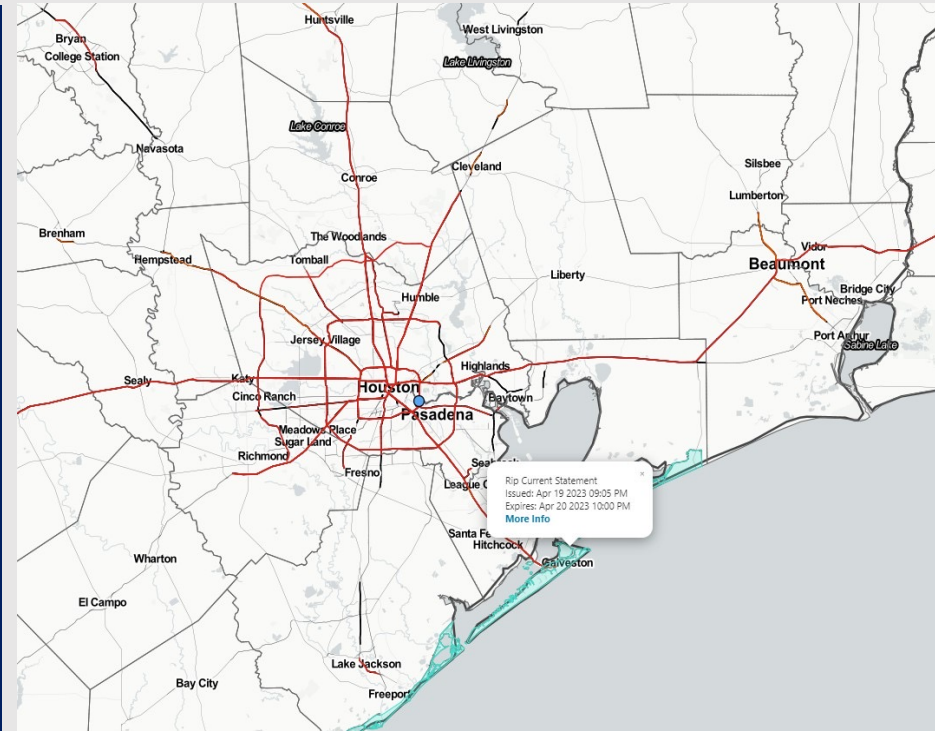 Huntsville
Bryan
West Livingston
College Station
Lake Livingston
Lake Conroe
Navasota
Silsbee
Cleveland
Conroe
Lumberton
Brenham
The Woodlands
Vidor
Hempstead
Tomball
Beaumont
Liberty
Bridge City
Humble
Port Neches
Port Arthur
Jersey Village
Sabine Lake
Highlands
Sealy
Katy
Houston
Cinco Ranch
Baytown
Pasadena
Meadows Place
Sugar Land
Richmond
Seabrook
Fresno
League C
Rip Current Statement
Issued: Apr 19 2023 09:05 PM
Expires: Apr 20 2023 10:00 PM
More Info
Santa Fe
Hitchcock
Galveston
Wharton
El Campo
Lake Jackson
Bay City
Freeport